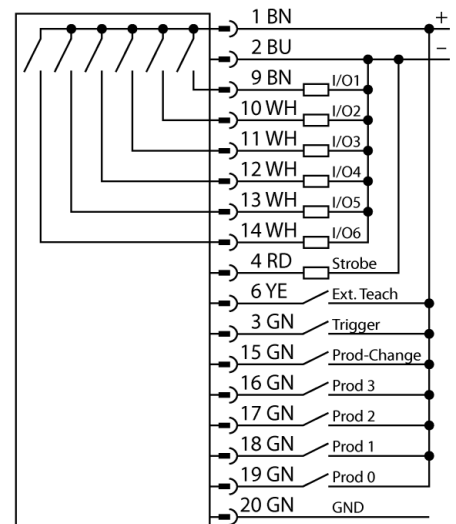 1 BN +
2 BU –
9 BN I/O1
10 WH I/O2
11 WH I/O3
12 WH I/O4
13 WH I/O5
14 WH I/O6
4 RD Strobe
6 YE Ext. Teach
3 GN Trigger
15 GN Prod-Change
16 GN Prod 3
17 GN Prod 2
18 GN Prod 1
19 GN Prod 0
20 GN GND